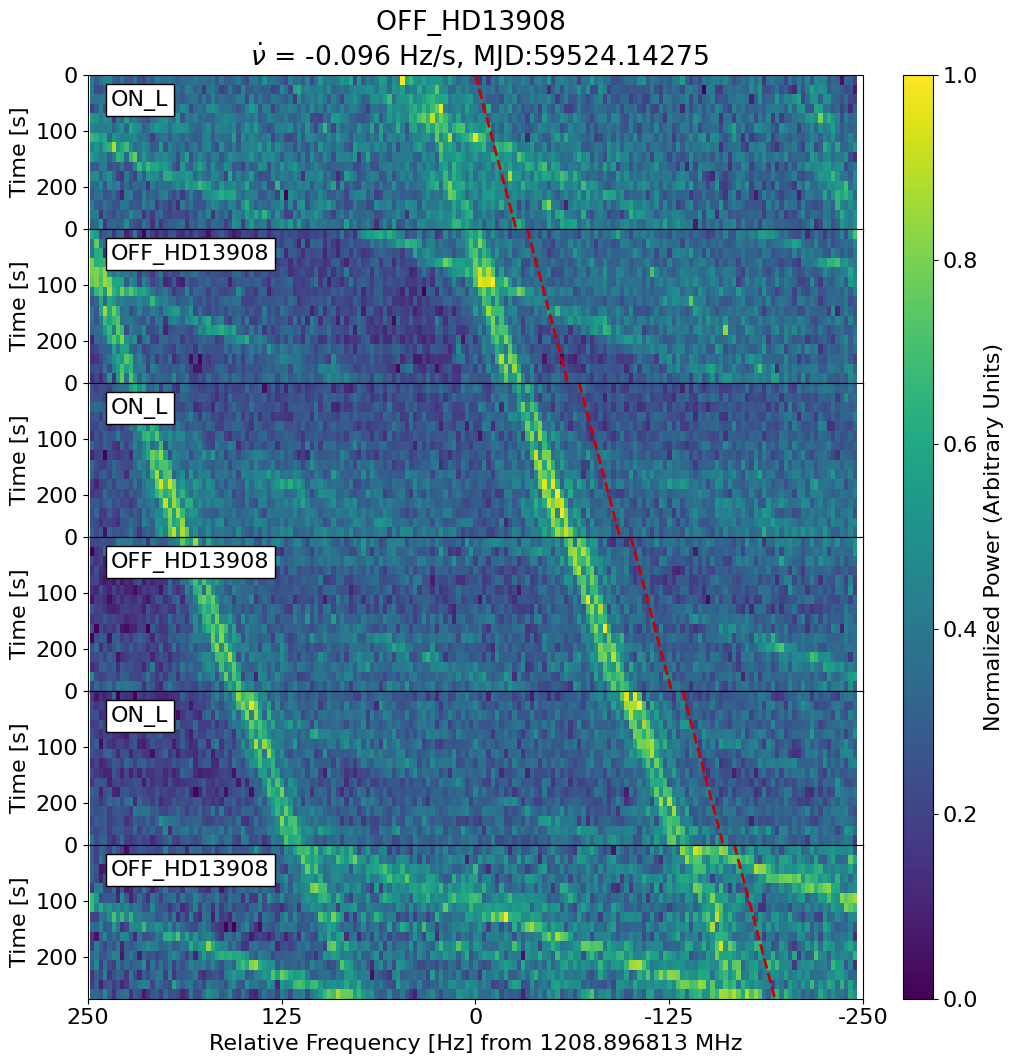 OFF_HD13908
ν̇ = -0.096 Hz/s, MJD:59524.14275
0
ON_L
100
200
Time [s]
0
OFF_HD13908
100
200
Time [s]
0
ON_L
100
200
Time [s]
0
OFF_HD13908
100
200
Time [s]
0
ON_L
100
200
Time [s]
0
OFF_HD13908
100
200
Time [s]
250 125 0 -125 -250
Relative Frequency [Hz] from 1208.896813 MHz
1.0
0.8
0.6
0.4
0.2
0.0
Normalized Power (Arbitrary Units)